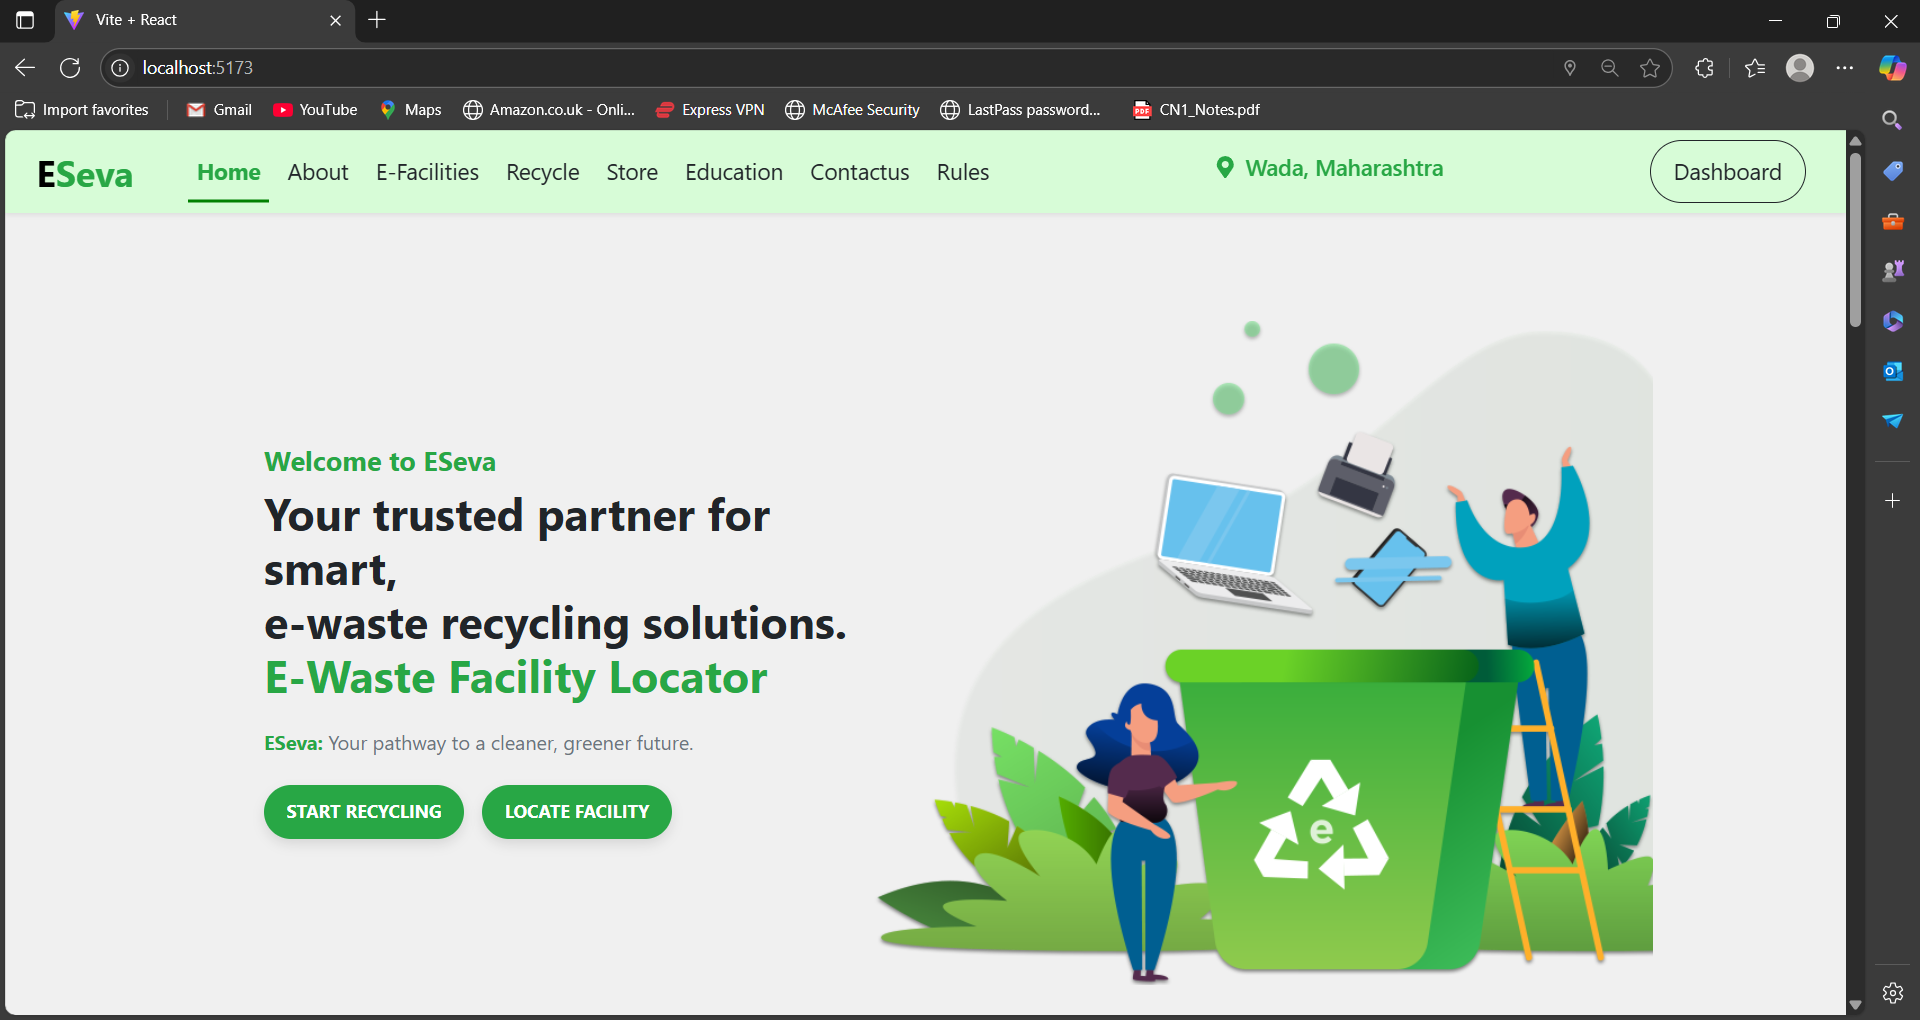 Vite + React
localhost:5173
Import favorites
Gmail
YouTube
Maps
Amazon.co.uk - Onli...
Express VPN
McAfee Security
LastPass password...
PDF
CN1_Notes.pdf
ESeva
Home
About
E-Facilities
Recycle
Store
Education
Contactus
Rules
Wada, Maharashtra
Dashboard
Welcome to ESeva
Your trusted partner for
smart,
e-waste recycling solutions.
E-Waste Facility Locator
ESeva: Your pathway to a cleaner, greener future.
START RECYCLING
LOCATE FACILITY
e